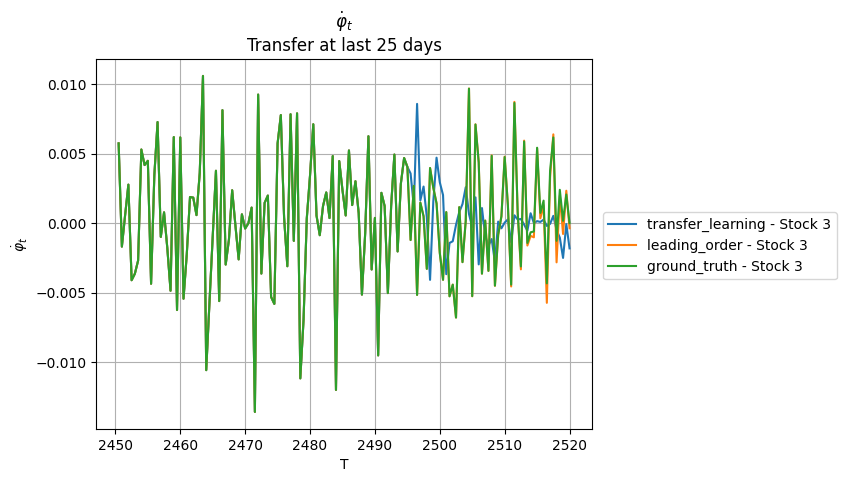 φ̇ₜ
Transfer at last 25 days
φ̇ₜ
0.010
0.005
0.000
−0.005
−0.010
2450 2460 2470 2480 2490 2500 2510 2520
T
transfer_learning - Stock 3
leading_order - Stock 3
ground_truth - Stock 3